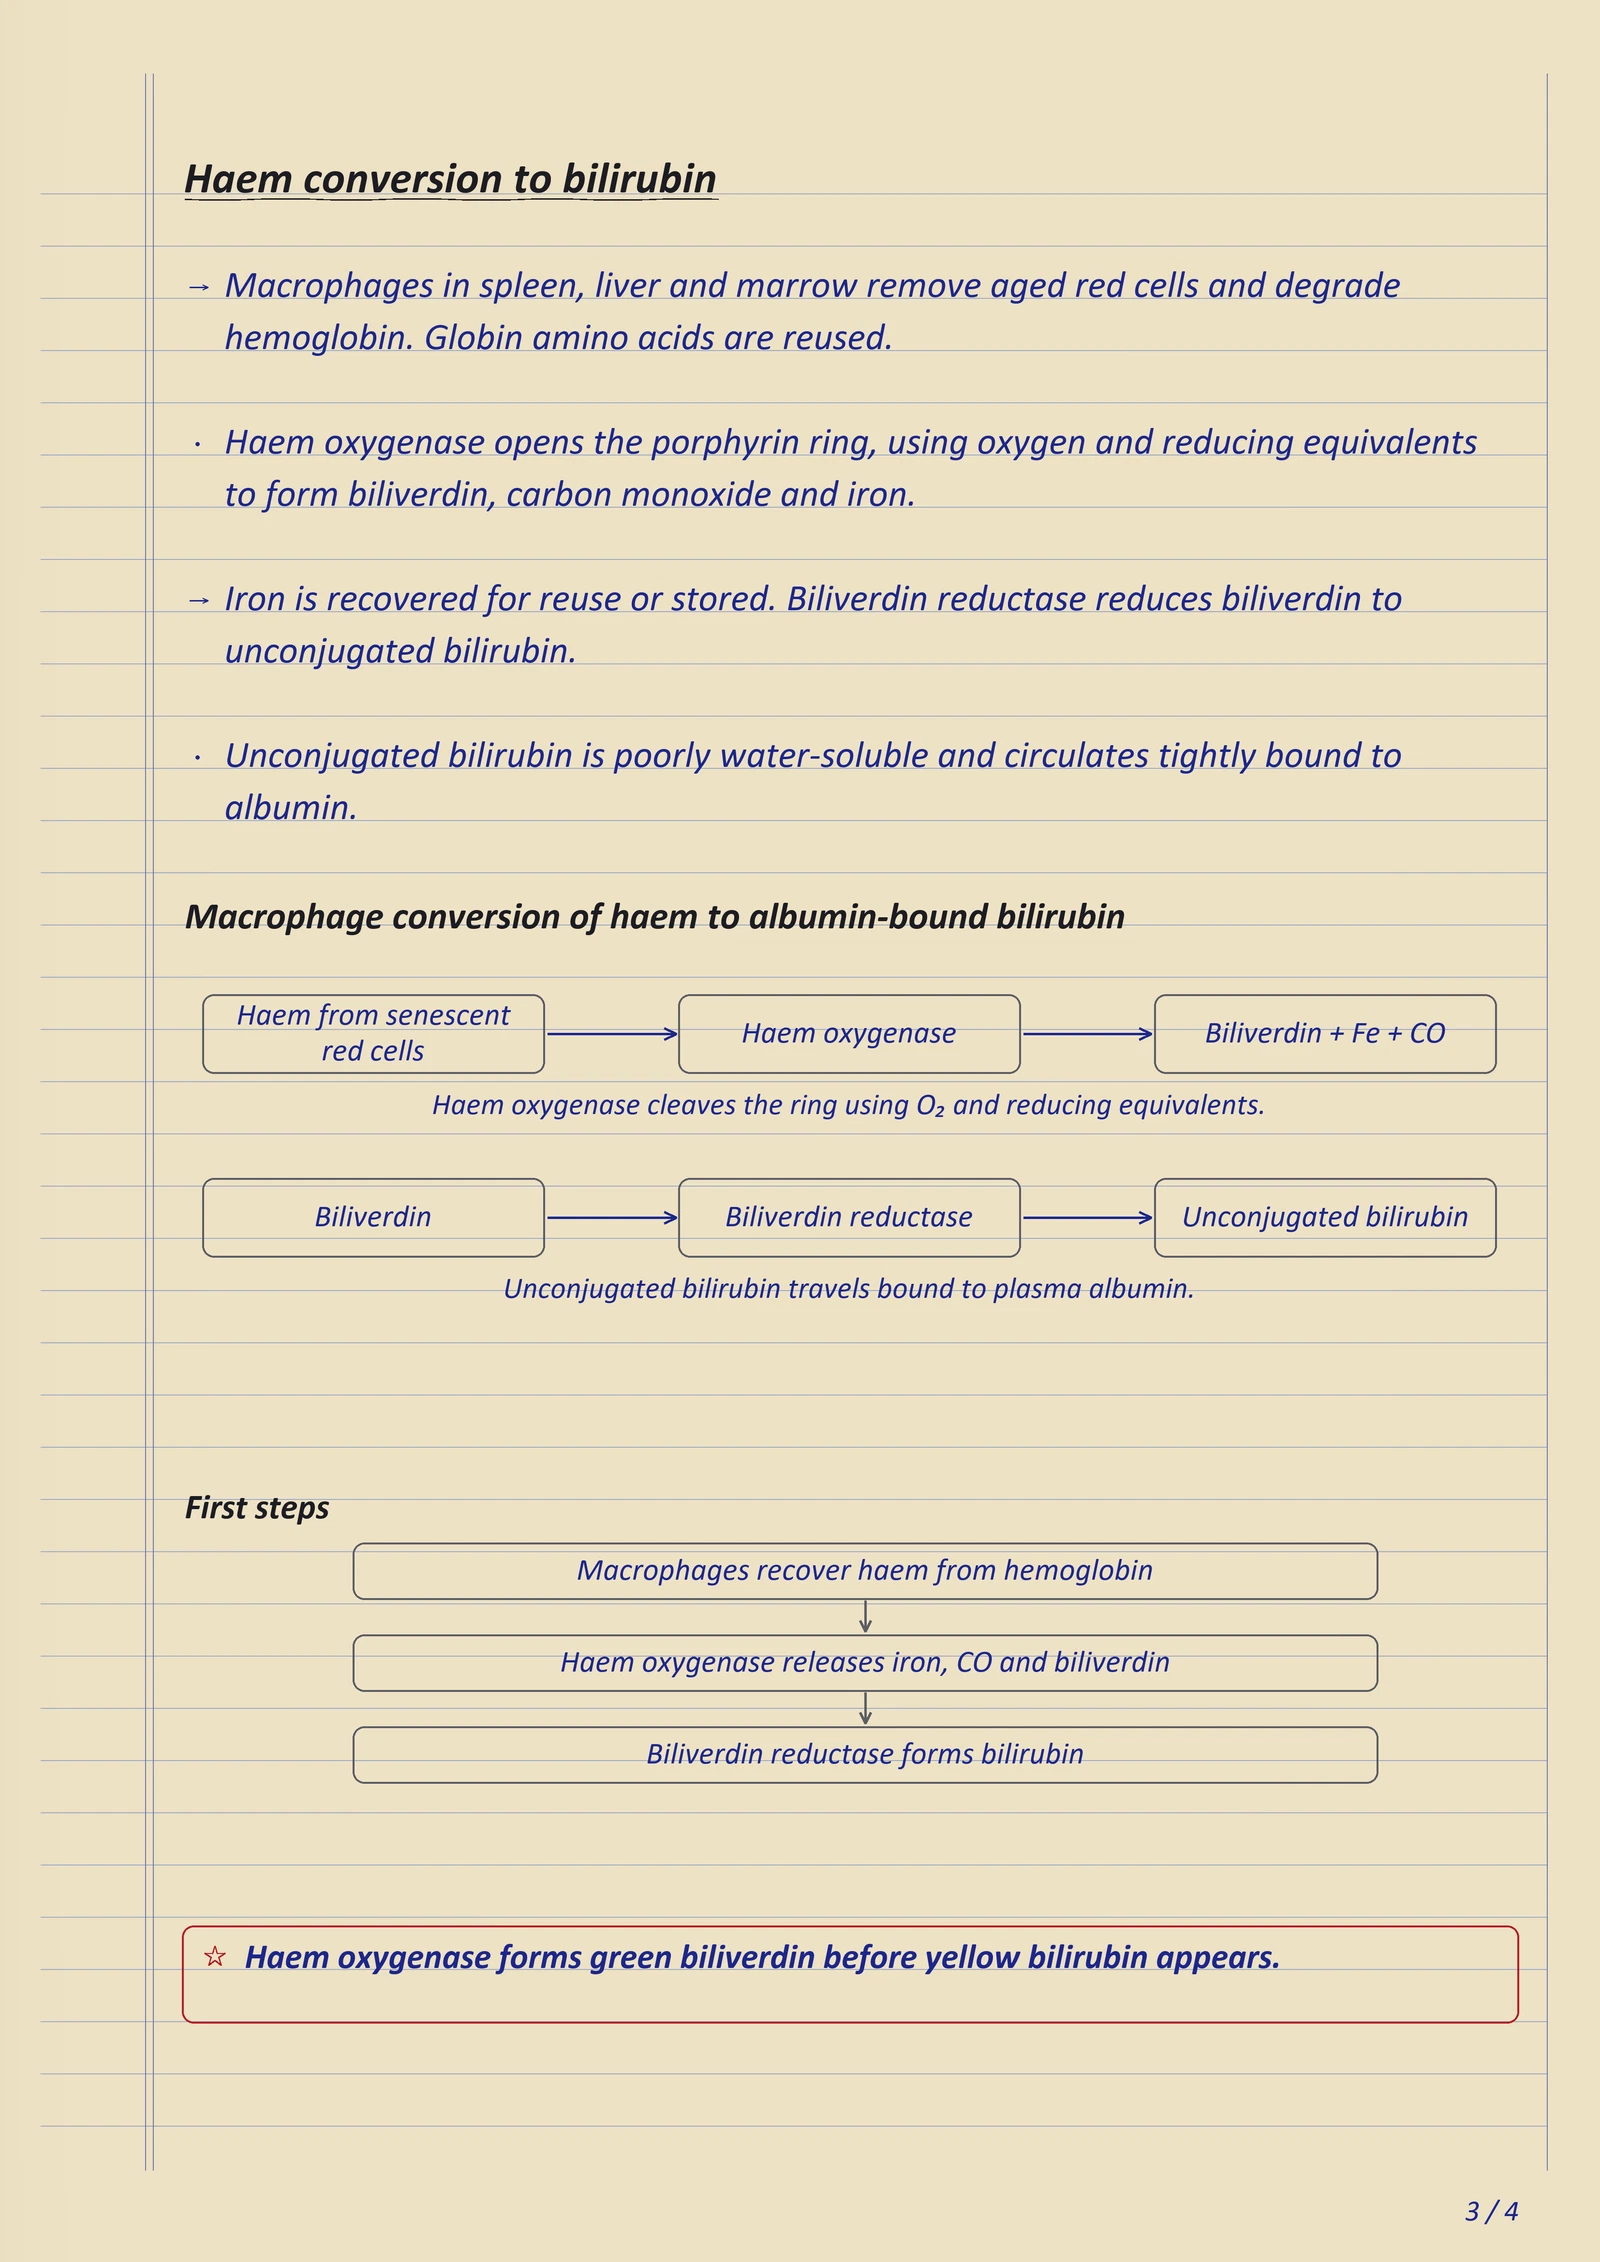 Haem conversion to bilirubin
→ Macrophages in spleen, liver and marrow remove aged red cells and degrade
hemoglobin. Globin amino acids are reused.
· Haem oxygenase opens the porphyrin ring, using oxygen and reducing equivalents
to form biliverdin, carbon monoxide and iron.
→ Iron is recovered for reuse or stored. Biliverdin reductase reduces biliverdin to
unconjugated bilirubin.
· Unconjugated bilirubin is poorly water-soluble and circulates tightly bound to
albumin.
Macrophage conversion of haem to albumin-bound bilirubin
Haem from senescent
red cells
Haem oxygenase
Biliverdin + Fe + CO
Haem oxygenase cleaves the ring using O₂ and reducing equivalents.
Biliverdin
Biliverdin reductase
Unconjugated bilirubin
Unconjugated bilirubin travels bound to plasma albumin.
First steps
Macrophages recover haem from hemoglobin
Haem oxygenase releases iron, CO and biliverdin
Biliverdin reductase forms bilirubin
☆ Haem oxygenase forms green biliverdin before yellow bilirubin appears.
3 / 4